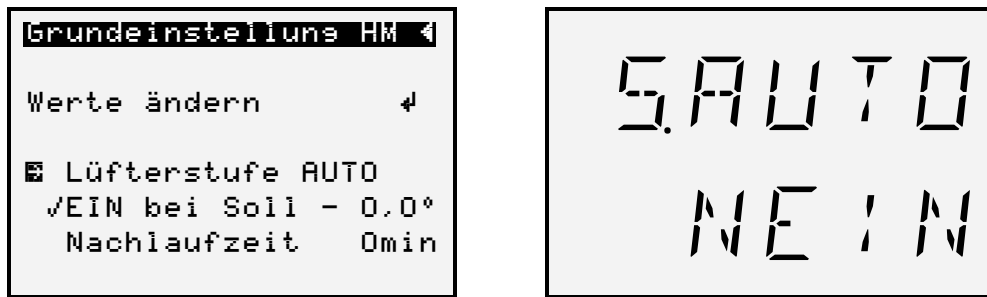 Grundeinstellung HM
Werte ändern
Lüfterstufe AUTO
√EIN bei Soll - 0,0°
Nachlaufzeit 0min
S.AUTO
NEIN